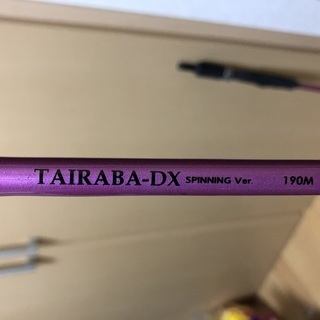 TAIRABA-DX SPINNING Ver. 190M